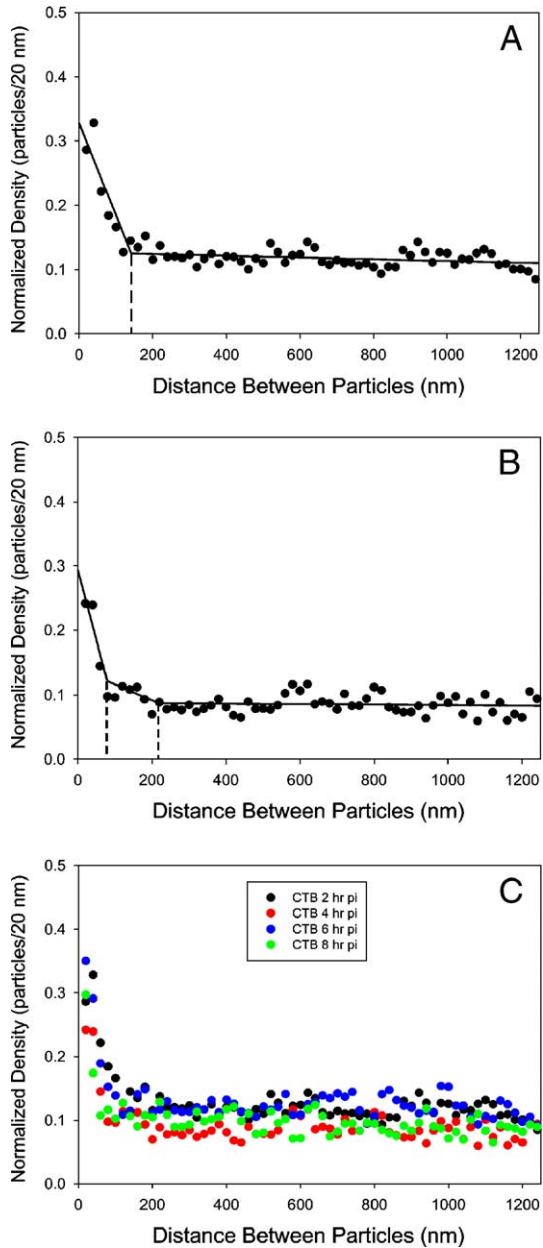 A
Normalized Density (particles/20 nm)
0.5
0.4
0.3
0.2
0.1
0.0
0 200 400 600 800 1000 1200
Distance Between Particles (nm)
B
Normalized Density (particles/20 nm)
0.5
0.4
0.3
0.2
0.1
0.0
0 200 400 600 800 1000 1200
Distance Between Particles (nm)
C
Normalized Density (particles/20 nm)
0.5
0.4
0.3
0.2
0.1
0.0
CTB 2 hr pi
CTB 4 hr pi
CTB 6 hr pi
CTB 8 hr pi
0 200 400 600 800 1000 1200
Distance Between Particles (nm)